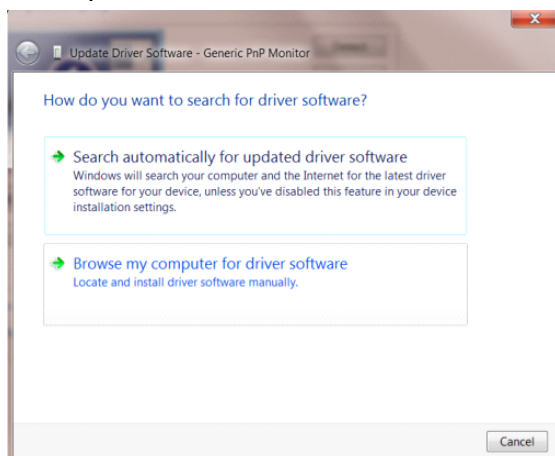 Update Driver Software - Generic PnP Monitor
How do you want to search for driver software?
Search automatically for updated driver software
Windows will search your computer and the Internet for the latest driver
software for your device, unless you've disabled this feature in your device
installation settings.
Browse my computer for driver software
Locate and install driver software manually.
Cancel